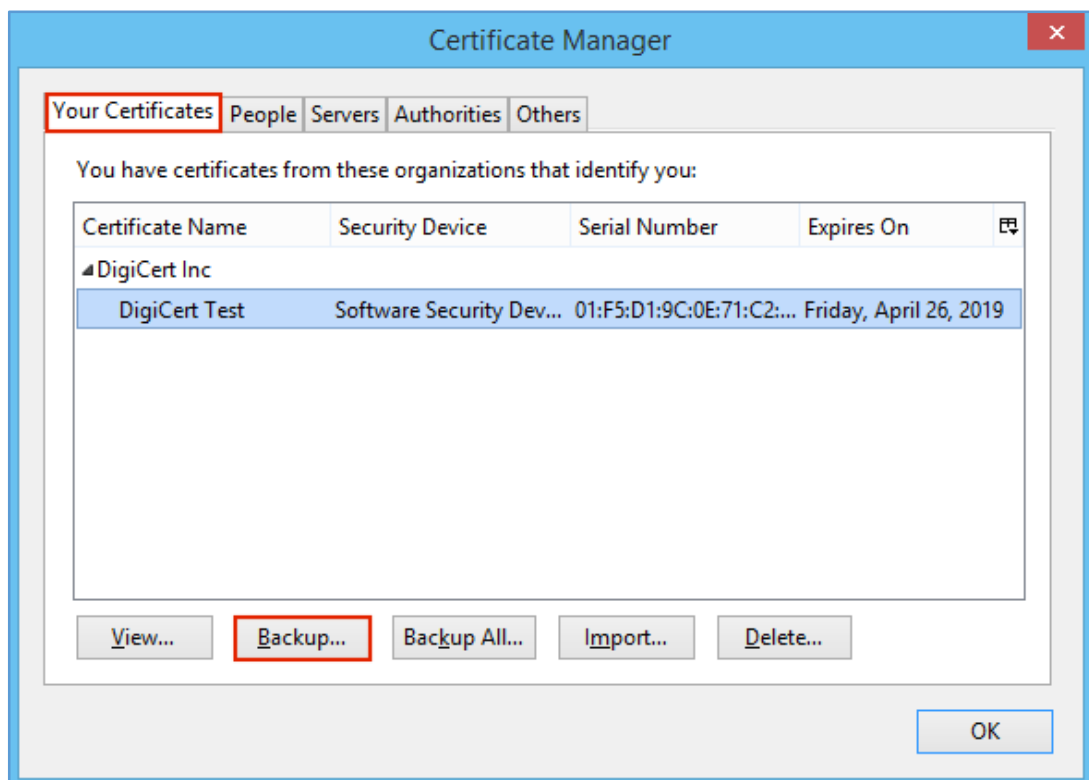 Certificate Manager
Your Certificates People Servers Authorities Others
You have certificates from these organizations that identify you:
Certificate Name Security Device Serial Number Expires On
DigiCert Inc
DigiCert Test Software Security Dev... 01:F5:D1:9C:0E:71:C2:... Friday, April 26, 2019
View... Backup... Backup All... Import... Delete...
OK